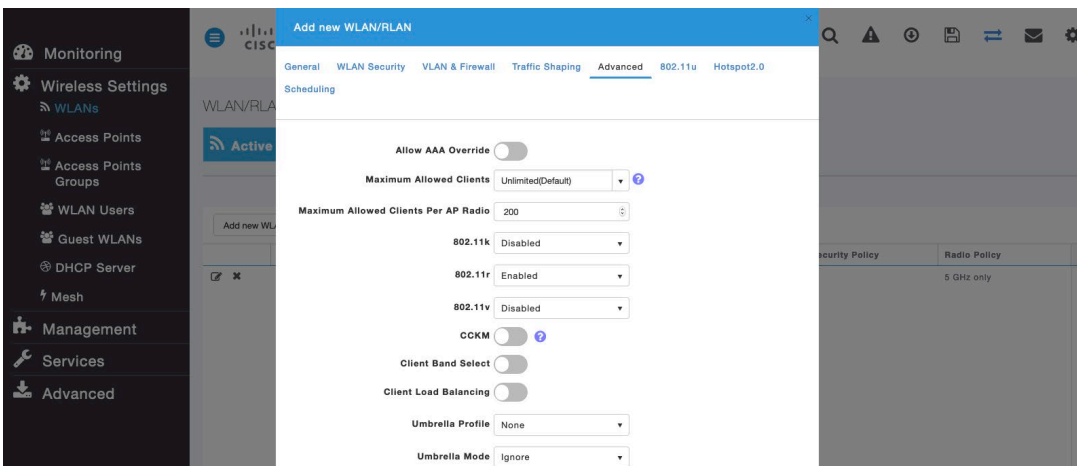 Add new WLAN/RLAN
×
CISC
General WLAN Security VLAN & Firewall Traffic Shaping Advanced 802.11u Hotspot2.0
Scheduling
Monitoring
Wireless Settings
WLANs
Access Points
Access Points
Groups
WLAN Users
Guest WLANs
DHCP Server
Mesh
Management
Services
Advanced
WLAN/RLA
Active
Add new WL
Allow AAA Override
Maximum Allowed Clients Unlimited(Default) ?
Maximum Allowed Clients Per AP Radio 200
802.11k Disabled
802.11r Enabled
802.11v Disabled
CCKM ?
Client Band Select
Client Load Balancing
Umbrella Profile None
Umbrella Mode Ignore
ecurity Policy Radio Policy
5 GHz only